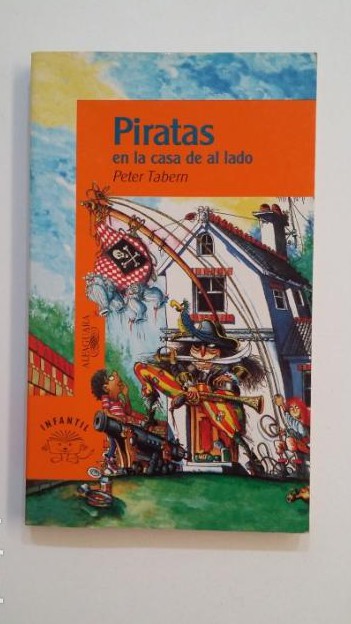 Piratas
en la casa de al lado
Peter Tabern
ALFAGUARA
INFANTIL